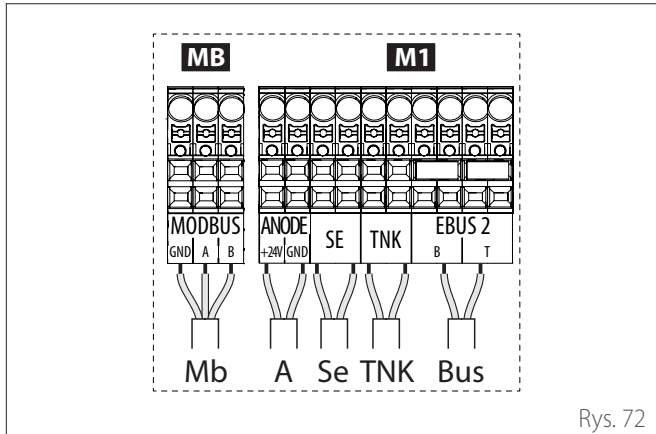 MB M1
MODBUS ANODE SE TNK EBUS 2
GND A B +24V GND B T
Mb A Se TNK Bus
Rys. 72